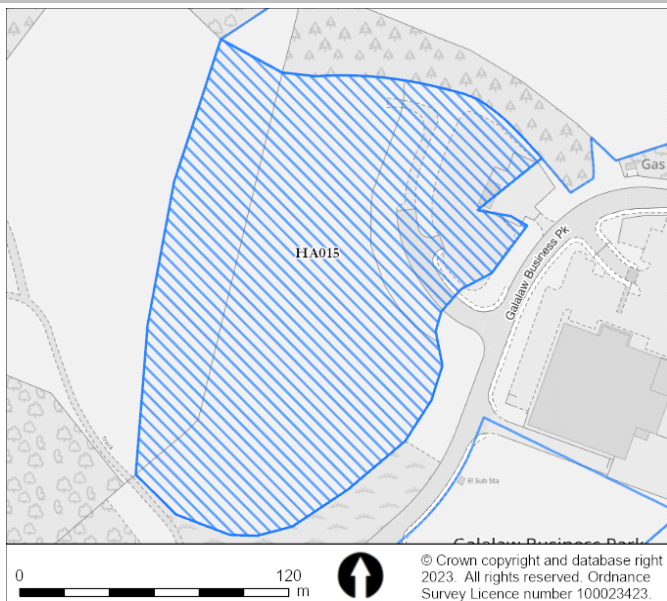 Gas
HA015
Galalaw Business Pk
Track
El Sub Sta
Galalaw Business Park
0 120
m
© Crown copyright and database right
2023. All rights reserved. Ordnance
Survey Licence number 100023423.